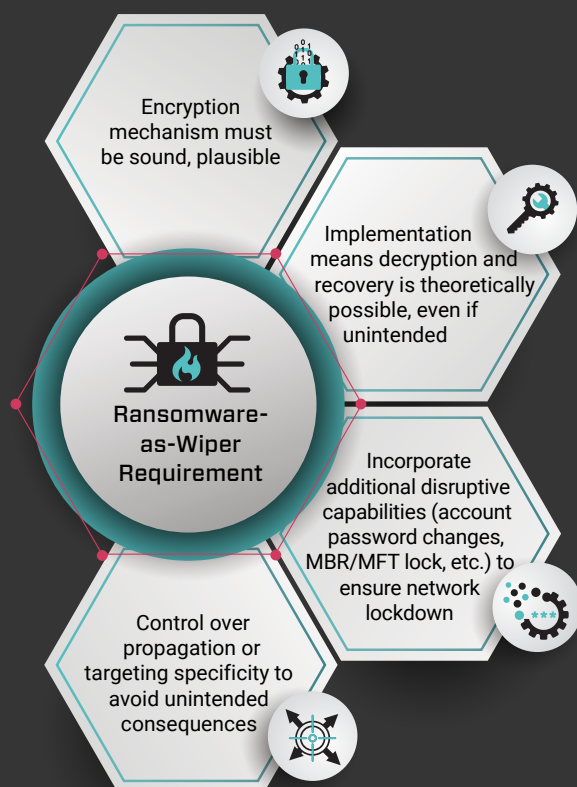 Encryption
mechanism must
be sound, plausible
Implementation
means decryption and
recovery is theoretically
possible, even if
unintended
Ransomware-
as-Wiper
Requirement
Incorporate
additional disruptive
capabilities (account
password changes,
MBR/MFT lock, etc.) to
ensure network
lockdown
Control over
propagation or
targeting specificity to
avoid unintended
consequences